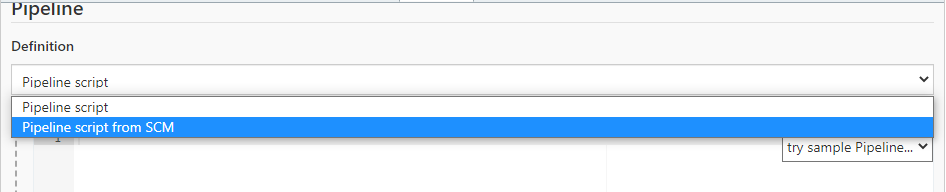 Pipeline
Definition
Pipeline script
Pipeline script
Pipeline script from SCM
1
try sample Pipeline...